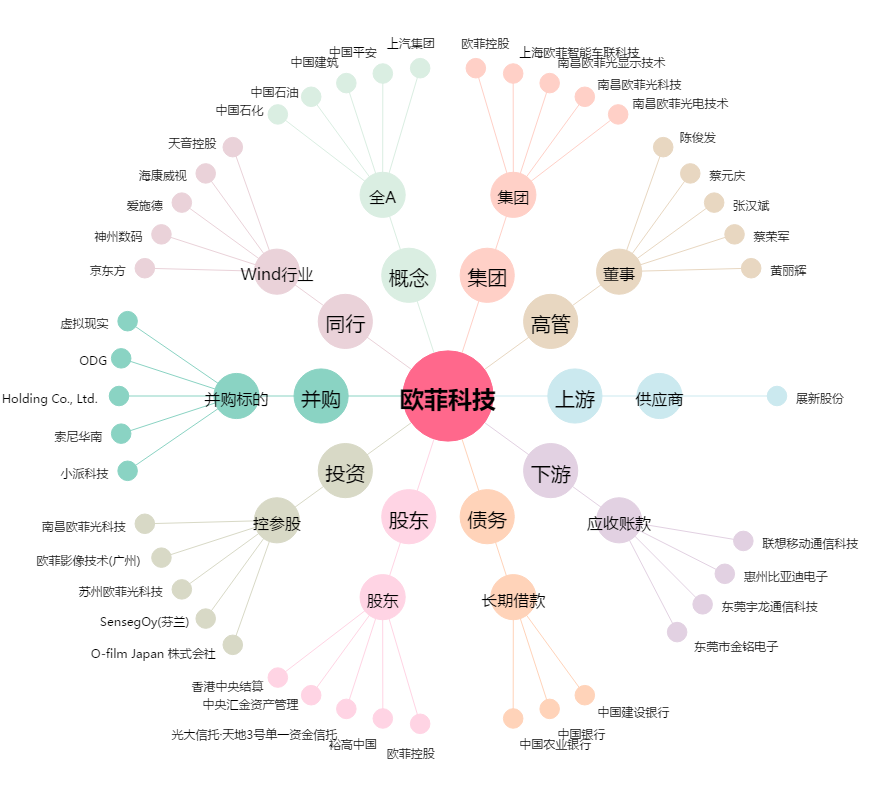 上汽集团
中国平安
中国建筑
中国石油
中国石化
全A
概念
欧菲控股
上海欧菲智能车联科技
南昌欧菲光显示技术
南昌欧菲光科技
南昌欧菲光电技术
集团
集团
陈俊发
蔡元庆
张汉斌
蔡荣军
黄丽辉
董事
高管
天音控股
海康威视
爱施德
神州数码
京东方
Wind行业
同行
虚拟现实
ODG
Holding Co., Ltd.
索尼华南
小派科技
并购标的
并购
欧菲科技
上游
供应商
展新股份
投资
控参股
南昌欧菲光科技
欧菲影像技术(广州)
苏州欧菲光科技
SensegOy(芬兰)
O-film Japan 株式会社
下游
应收账款
联想移动通信科技
惠州比亚迪电子
东莞宇龙通信科技
东莞市金铭电子
股东
股东
香港中央结算
中央汇金资产管理
光大信托·天地3号单一资金信托
裕高中国
欧菲控股
债务
长期借款
中国建设银行
中国银行
中国农业银行